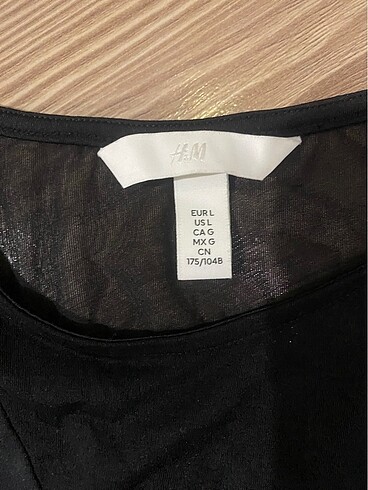 H&M
EUR L
US L
CA G
MX G
CN
175/104B